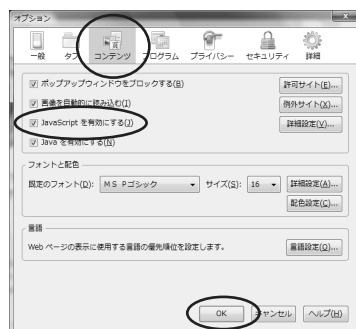 オプション
一般 タブ コンテンツ プログラム プライバシー セキュリティ 詳細
ポップアップウィンドウをブロックする(B) 許可サイト(E)...
画像を自動的に読み込む(I) 例外サイト(X)...
JavaScript を有効にする(J) 詳細設定(V)...
Java を有効にする(N)
フォントと配色
既定のフォント(D): MS Pゴシック サイズ(S): 16 詳細設定(A)...
配色設定(C)...
言語
Web ページの表示に使用する言語の優先順位を設定します。 言語設定(O)...
OK キャンセル ヘルプ(H)